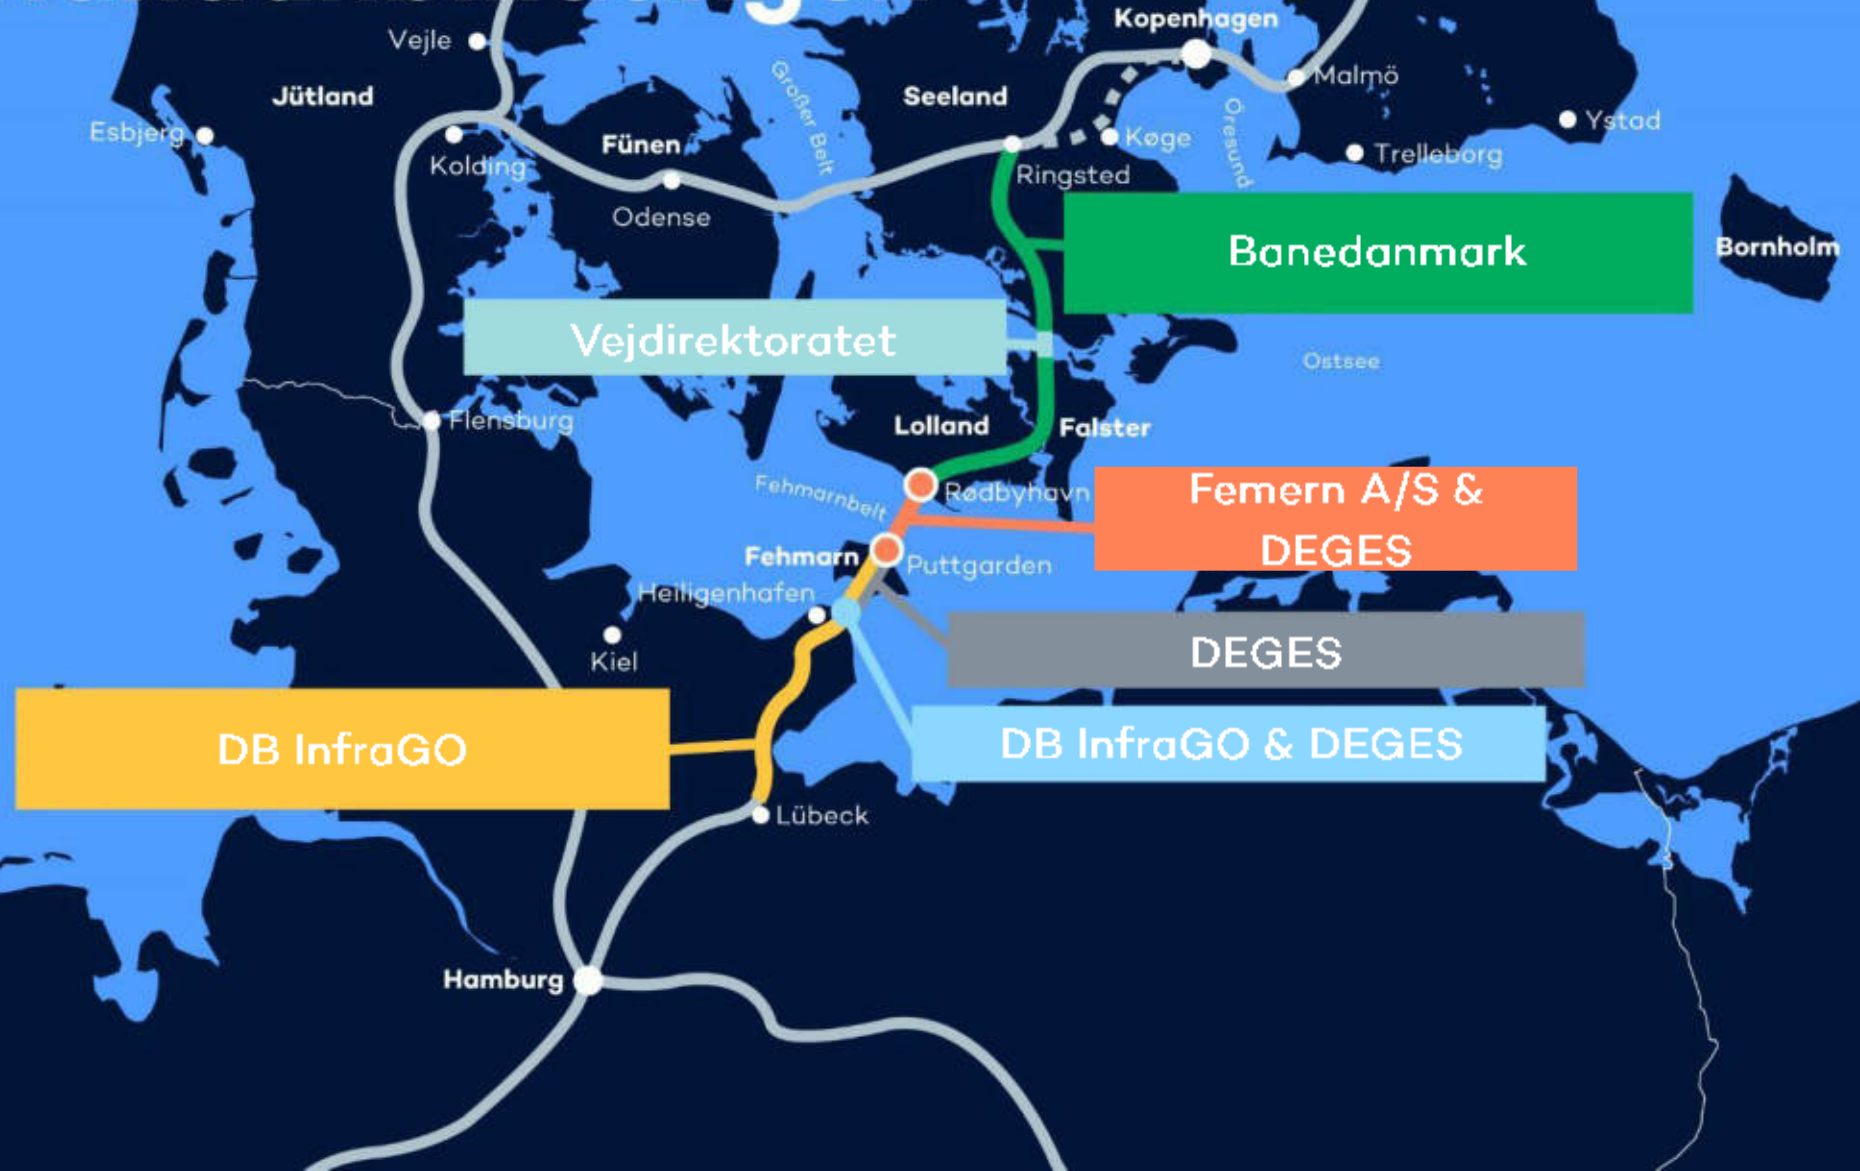 Kopenhagen
Vejle
Malmö
Jütland
Seeland
Großer Belt
Øresund
Ystad
Esbjerg
Kolding
Fünen
Køge
Trelleborg
Ringsted
Odense
Banedanmark
Bornholm
Vejdirektoratet
Ostsee
Flensburg
Lolland
Falster
Fehmarnbelt
Rødbyhavn
Femern A/S &
DEGES
Fehmarn
Puttgarden
Heiligenhafen
Kiel
DEGES
DB InfraGO
DB InfraGO & DEGES
Lübeck
Hamburg